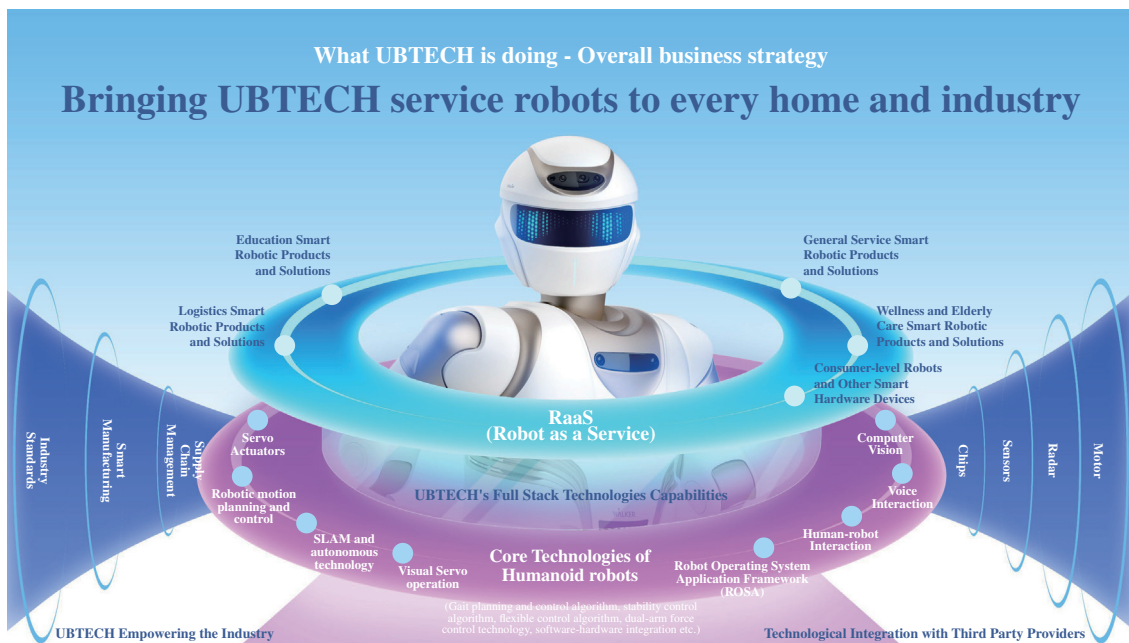 What UBTECH is doing - Overall business strategy
Bringing UBTECH service robots to every home and industry
Education Smart
Robotic Products
and Solutions
Logistics Smart
Robotic Products
and Solutions
General Service Smart
Robotic Products
and Solutions
Wellness and Elderly
Care Smart Robotic
Products and Solutions
Consumer-level Robots
and Other Smart
Hardware Devices
RaaS
(Robot as a Service)
Industry
Standards
Smart
Manufacturing
Supply
Chain
Management
Servo
Actuators
Robotic motion
planning and
control
SLAM and
autonomous
technology
Visual Servo
operation
UBTECH's Full Stack Technologies Capabilities
Core Technologies of
Humanoid robots
(Gait planning and control algorithm, stability control
algorithm, flexible control algorithm, dual-arm force
control technology, software-hardware integration etc.)
Computer
Vision
Voice
Interaction
Human-robot
Interaction
Robot Operating System
Application Framework
(ROSA)
Chips
Sensors
Radar
Motor
UBTECH Empowering the Industry
Technological Integration with Third Party Providers